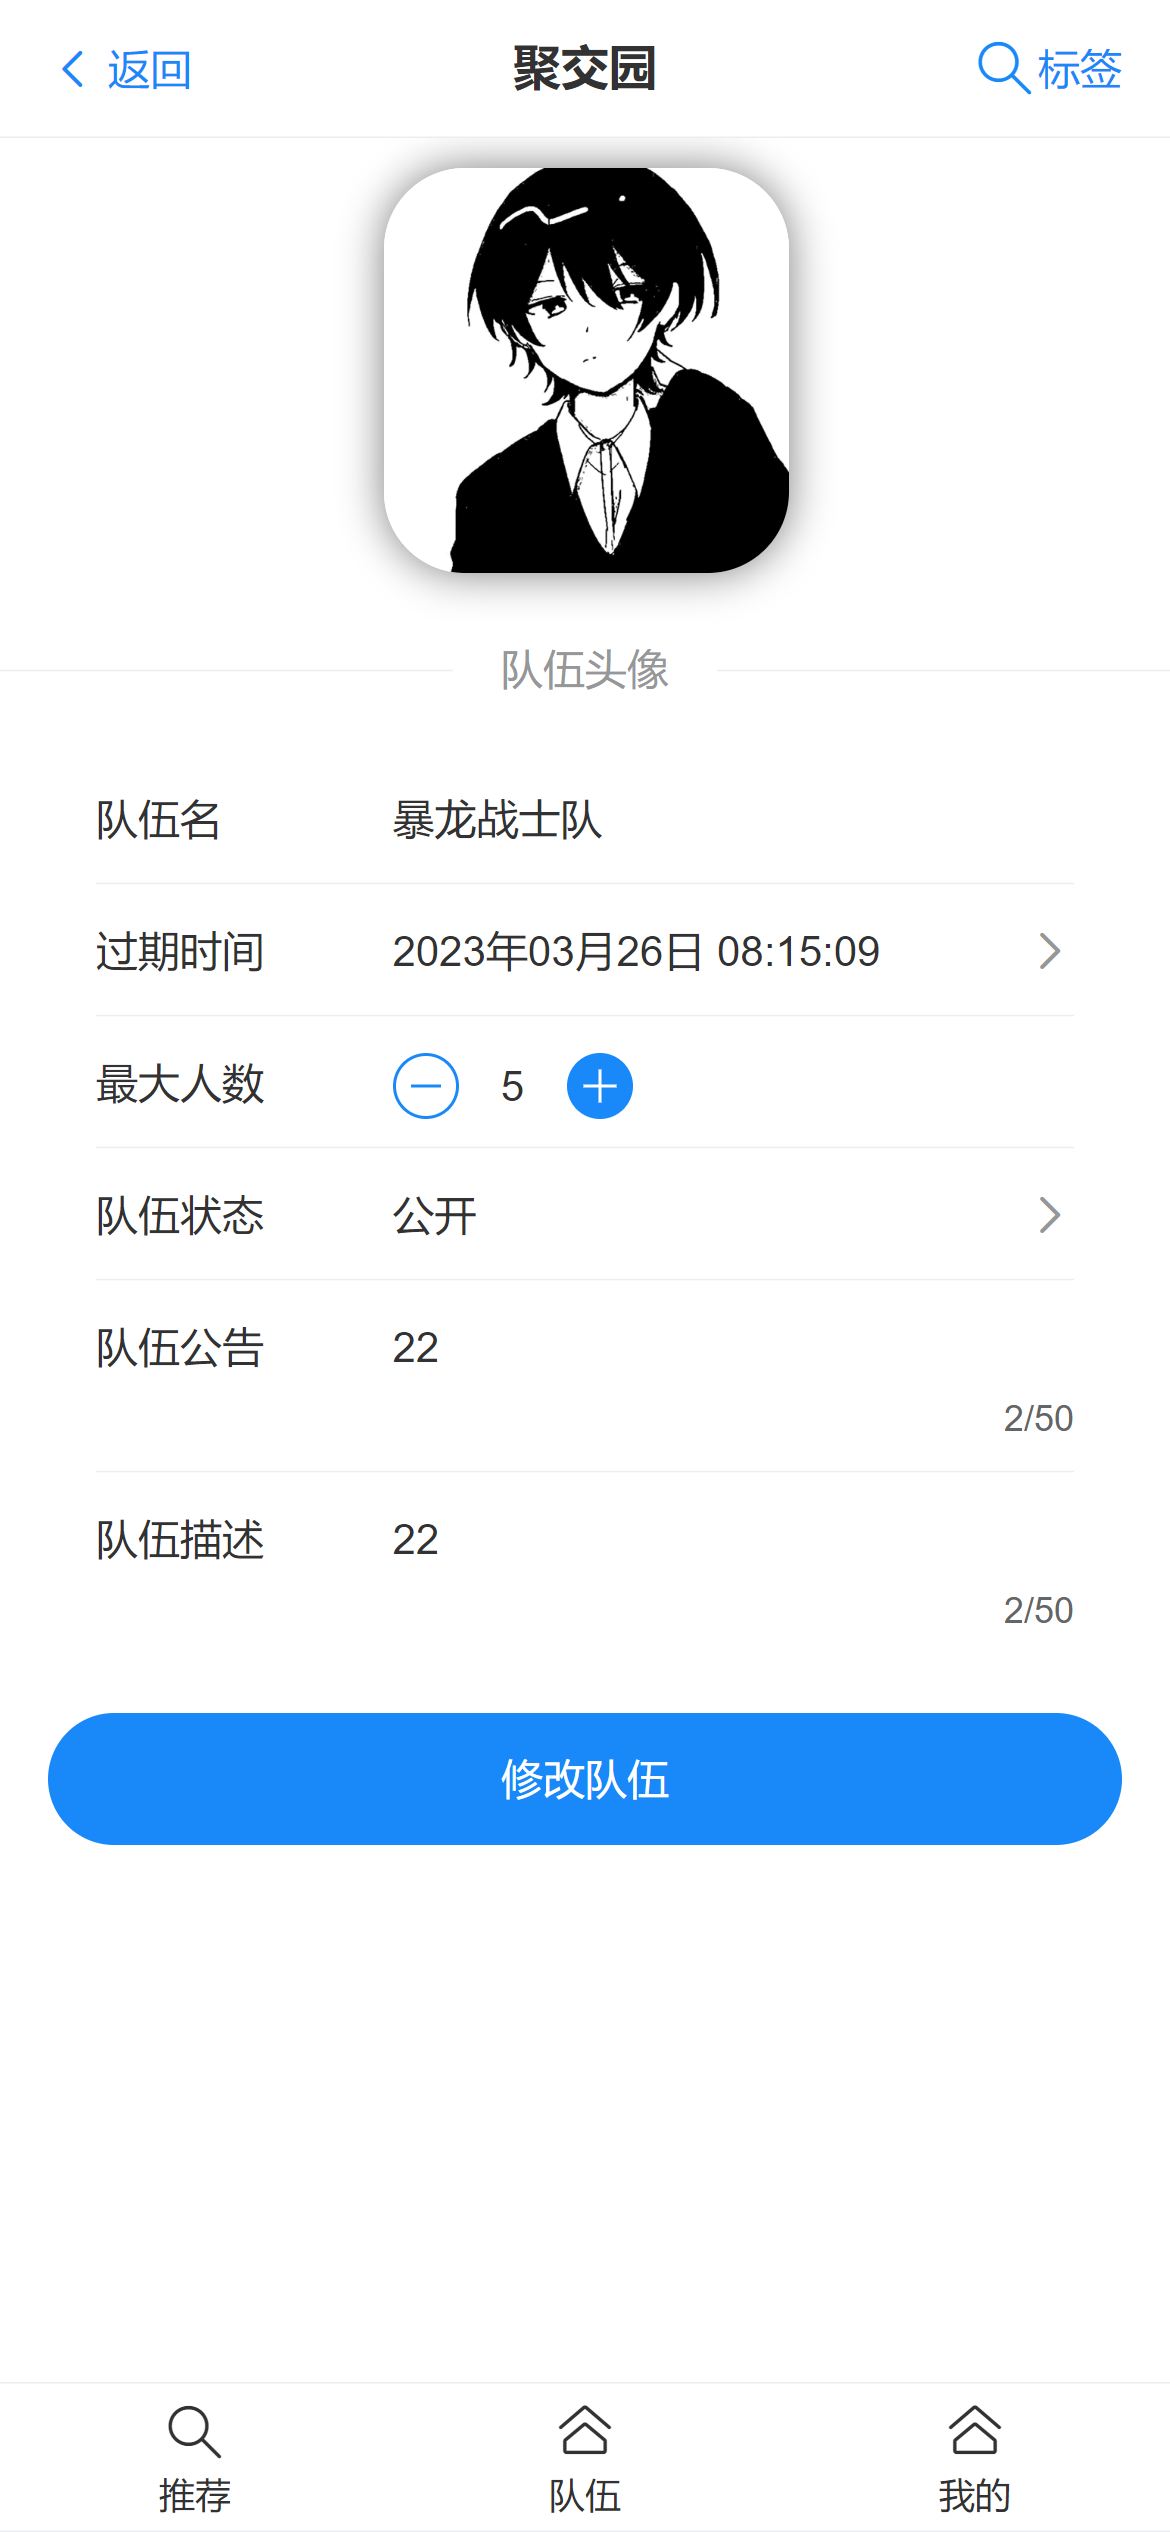 返回 聚交园 标签
队伍头像
队伍名 暴龙战士队
过期时间 2023年03月26日 08:15:09
最大人数 5
队伍状态 公开
队伍公告 22
2/50
队伍描述 22
2/50
修改队伍
推荐 队伍 我的